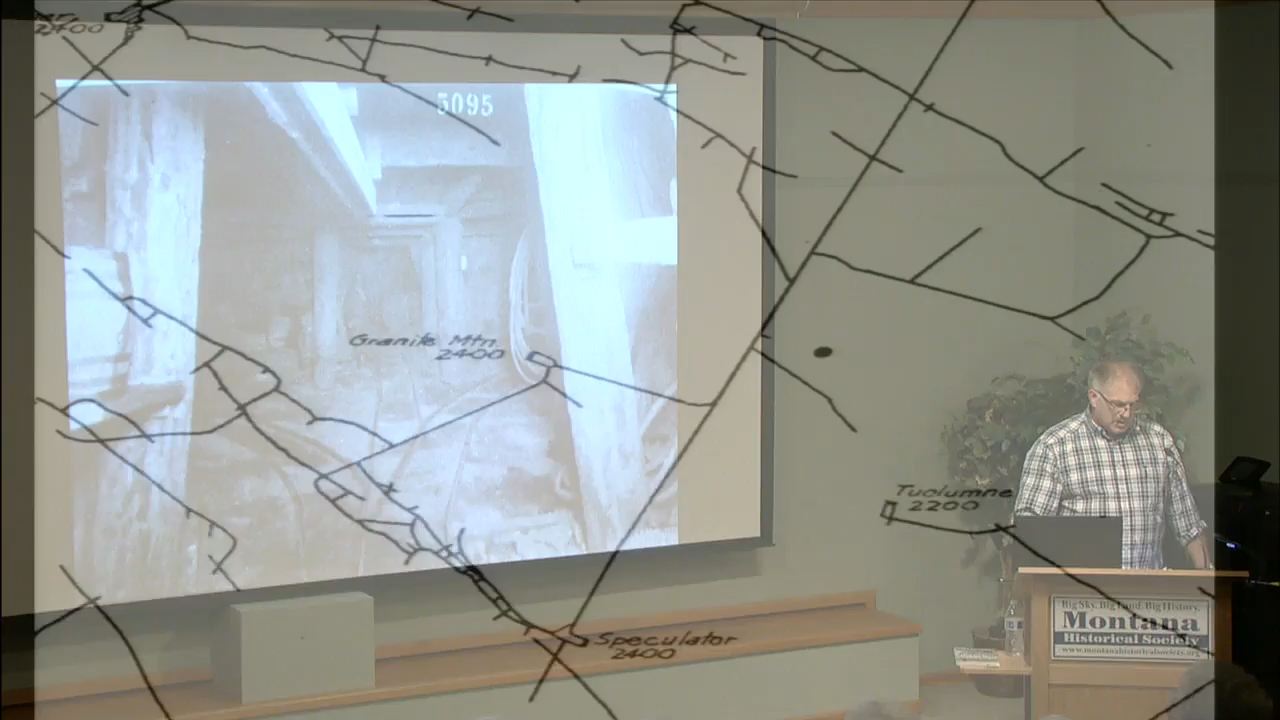 2400
5095
Granite Mtn
2400
Tuolumne
2200
Speculator
2400
Big Sky. Big Land. Big History.
Montana
Historical Society
www.montanahistoricalsociety.org